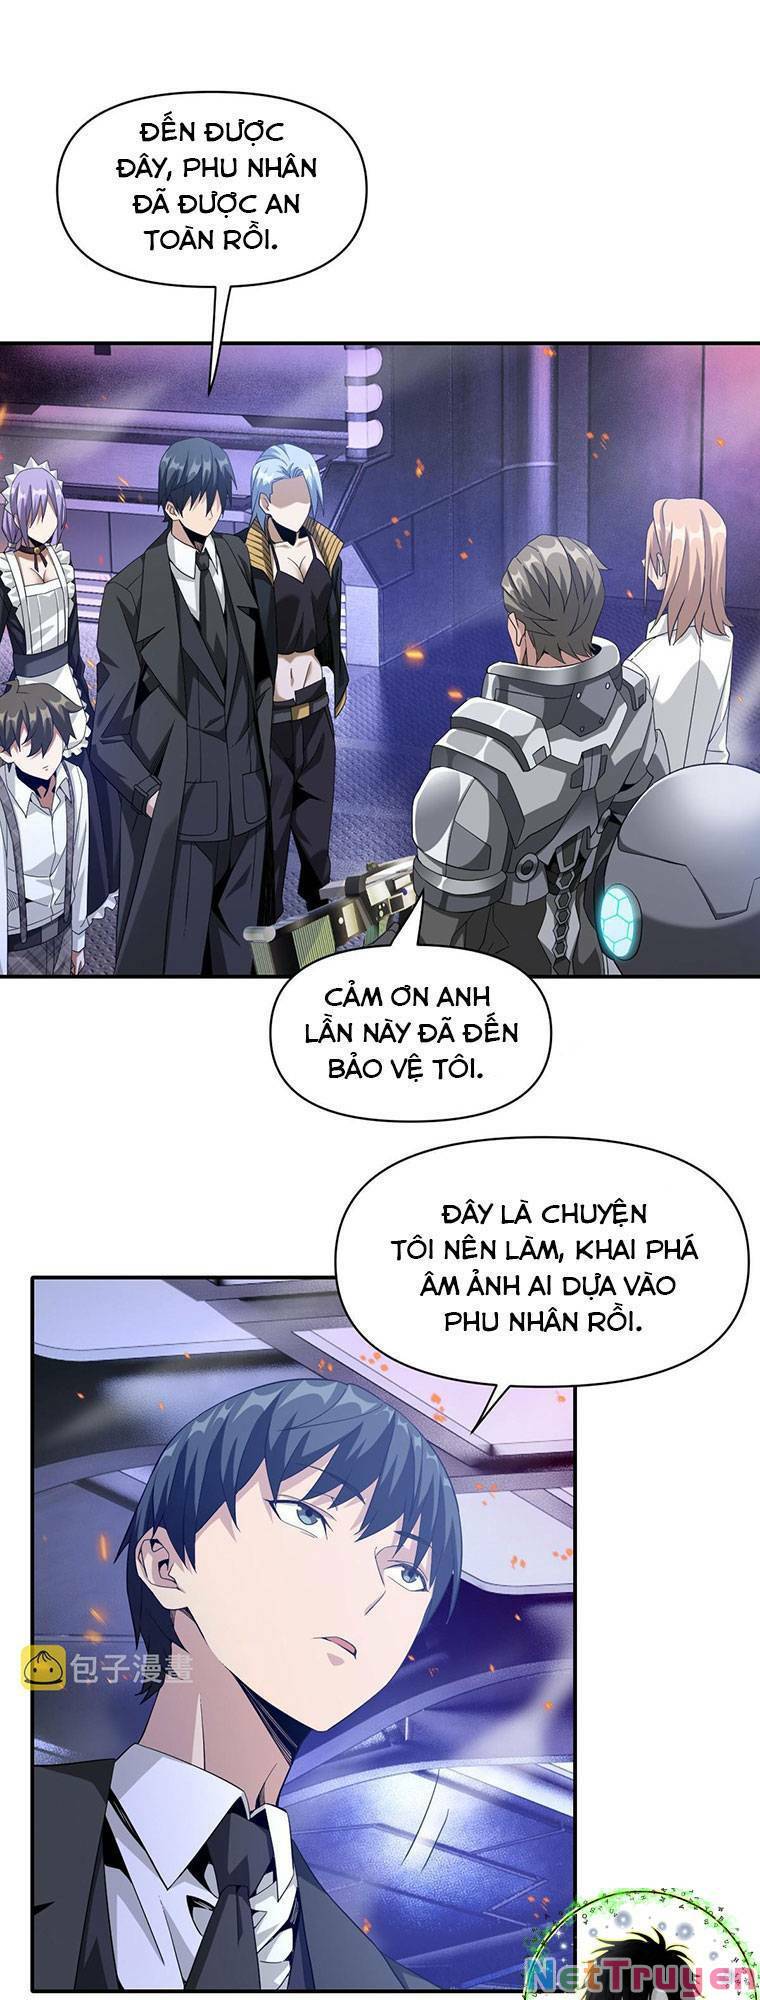 ĐẾN ĐƯỢC
ĐÂY, PHU NHÂN
ĐÃ ĐƯỢC AN
TOÀN RỒI.
CẢM ƠN ANH
LẦN NÀY ĐÃ ĐẾN
BẢO VỆ TÔI.
ĐÂY LÀ CHUYỆN
TÔI NÊN LÀM, KHAI PHÁ
ÂM ẢNH AI DỰA VÀO
PHU NHÂN RỒI.
包子漫畫
NetTruyen